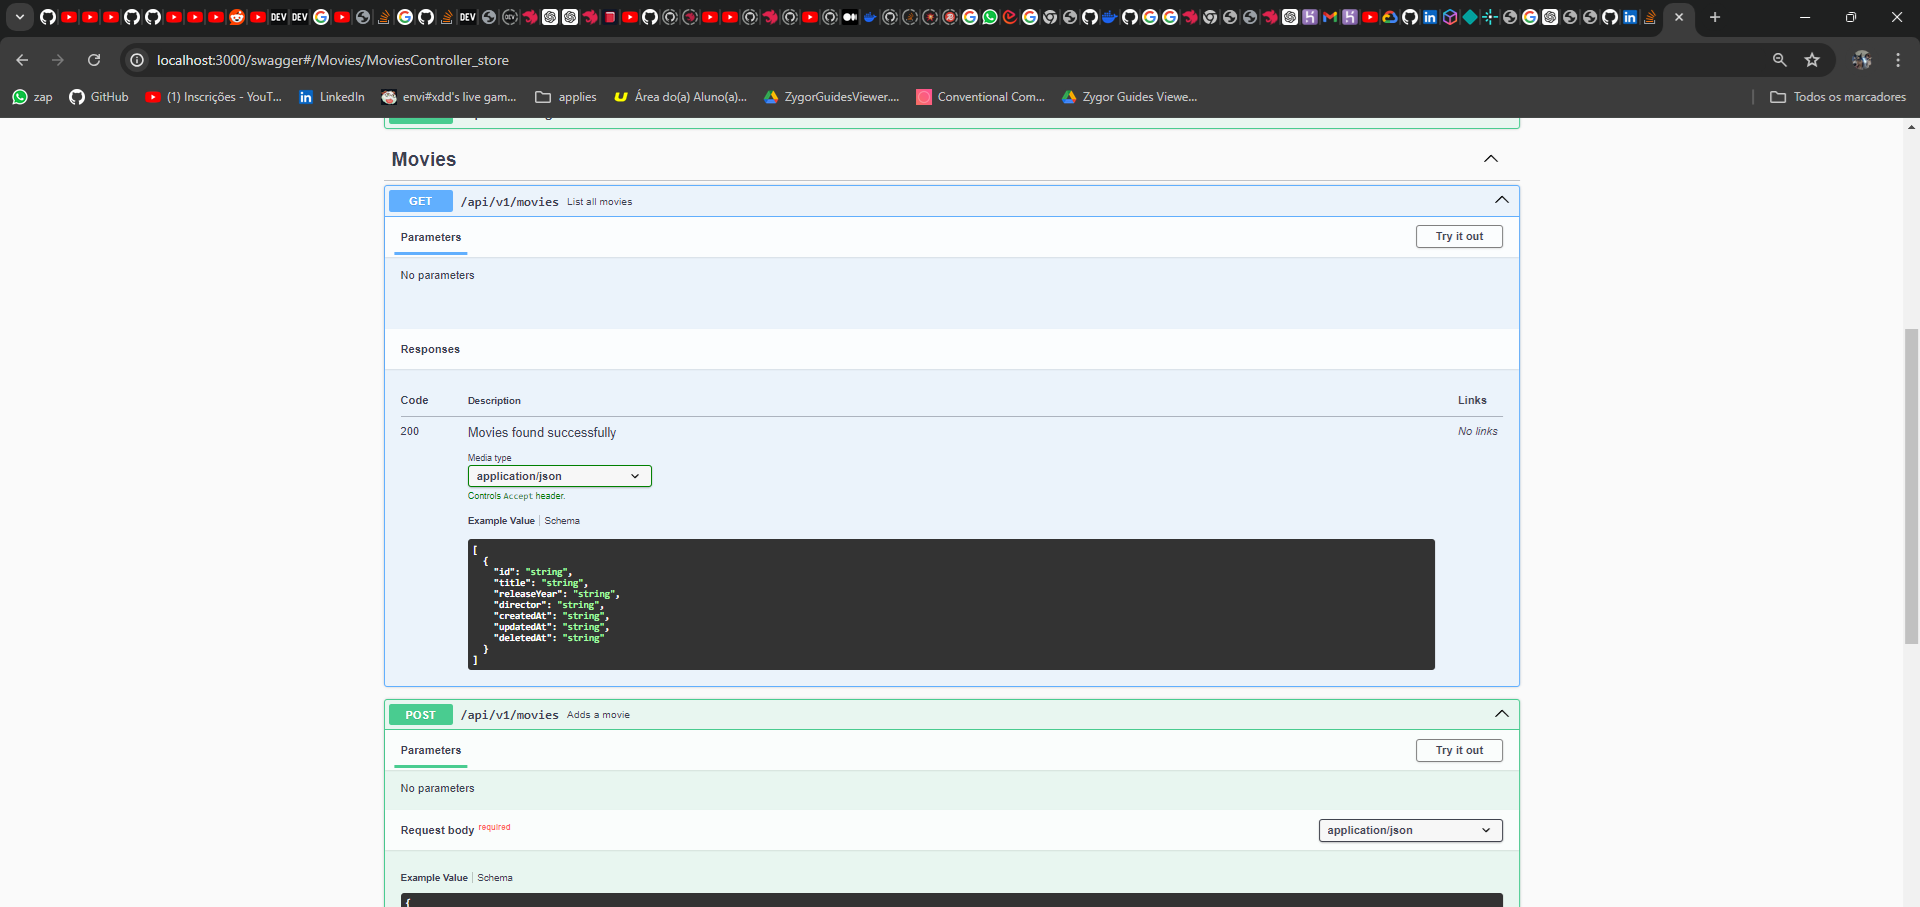 localhost:3000/swagger#/Movies/MoviesController_store
zap
GitHub
(1) Inscrições - YouT...
LinkedIn
envi#xdd's live gam...
applies
Área do(a) Aluno(a)...
ZygorGuidesViewer....
Conventional Com...
Zygor Guides Viewe...
Todos os marcadores
Movies
GET /api/v1/movies List all movies
Parameters
Try it out
No parameters
Responses
Code Description Links
200 Movies found successfully No links
Media type
application/json
Controls Accept header.
Example Value | Schema
[
{
"id": "string",
"title": "string",
"releaseYear": "string",
"director": "string",
"createdAt": "string",
"updatedAt": "string",
"deletedAt": "string"
}
]
POST /api/v1/movies Adds a movie
Parameters
Try it out
No parameters
Request body required
application/json
Example Value | Schema
{